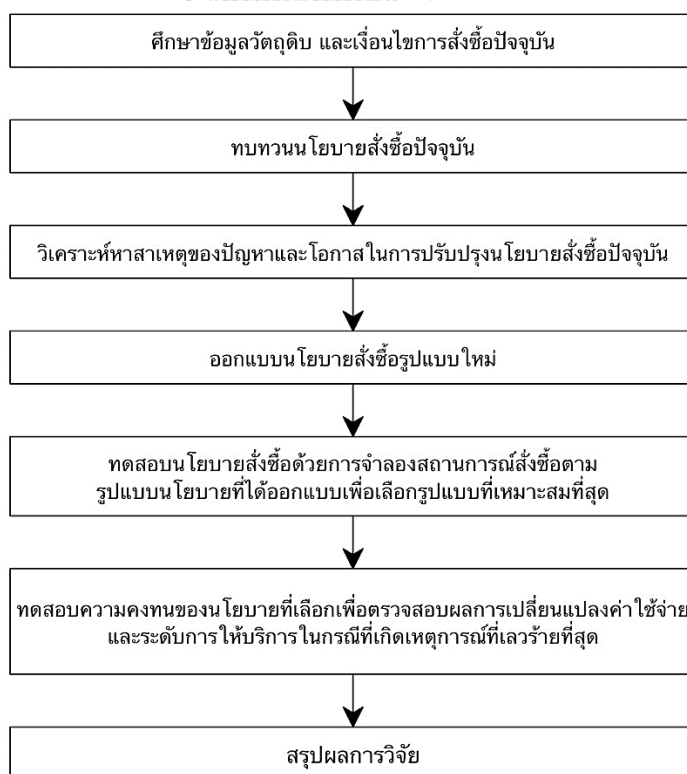 ศึกษาข้อมูลวัตถุดิบ และเงื่อนไขการสั่งซื้อปัจจุบัน
ทบทวนนโยบายสั่งซื้อปัจจุบัน
วิเคราะห์หาสาเหตุของปัญหาและโอกาสในการปรับปรุงนโยบายสั่งซื้อปัจจุบัน
ออกแบบนโยบายสั่งซื้อรูปแบบใหม่
ทดสอบนโยบายสั่งซื้อด้วยการจำลองสถานการณ์สั่งซื้อตาม
รูปแบบนโยบายที่ได้ออกแบบเพื่อเลือกรูปแบบที่เหมาะสมที่สุด
ทดสอบความคงทนของนโยบายที่เลือกเพื่อตรวจสอบผลการเปลี่ยนแปลงค่าใช้จ่าย
และระดับการให้บริการในกรณีที่เกิดเหตุการณ์ที่เลวร้ายที่สุด
สรุปผลการวิจัย